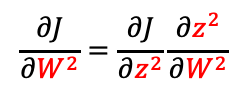 ∂J/∂W² = ∂J/∂z² ∂z²/∂W²